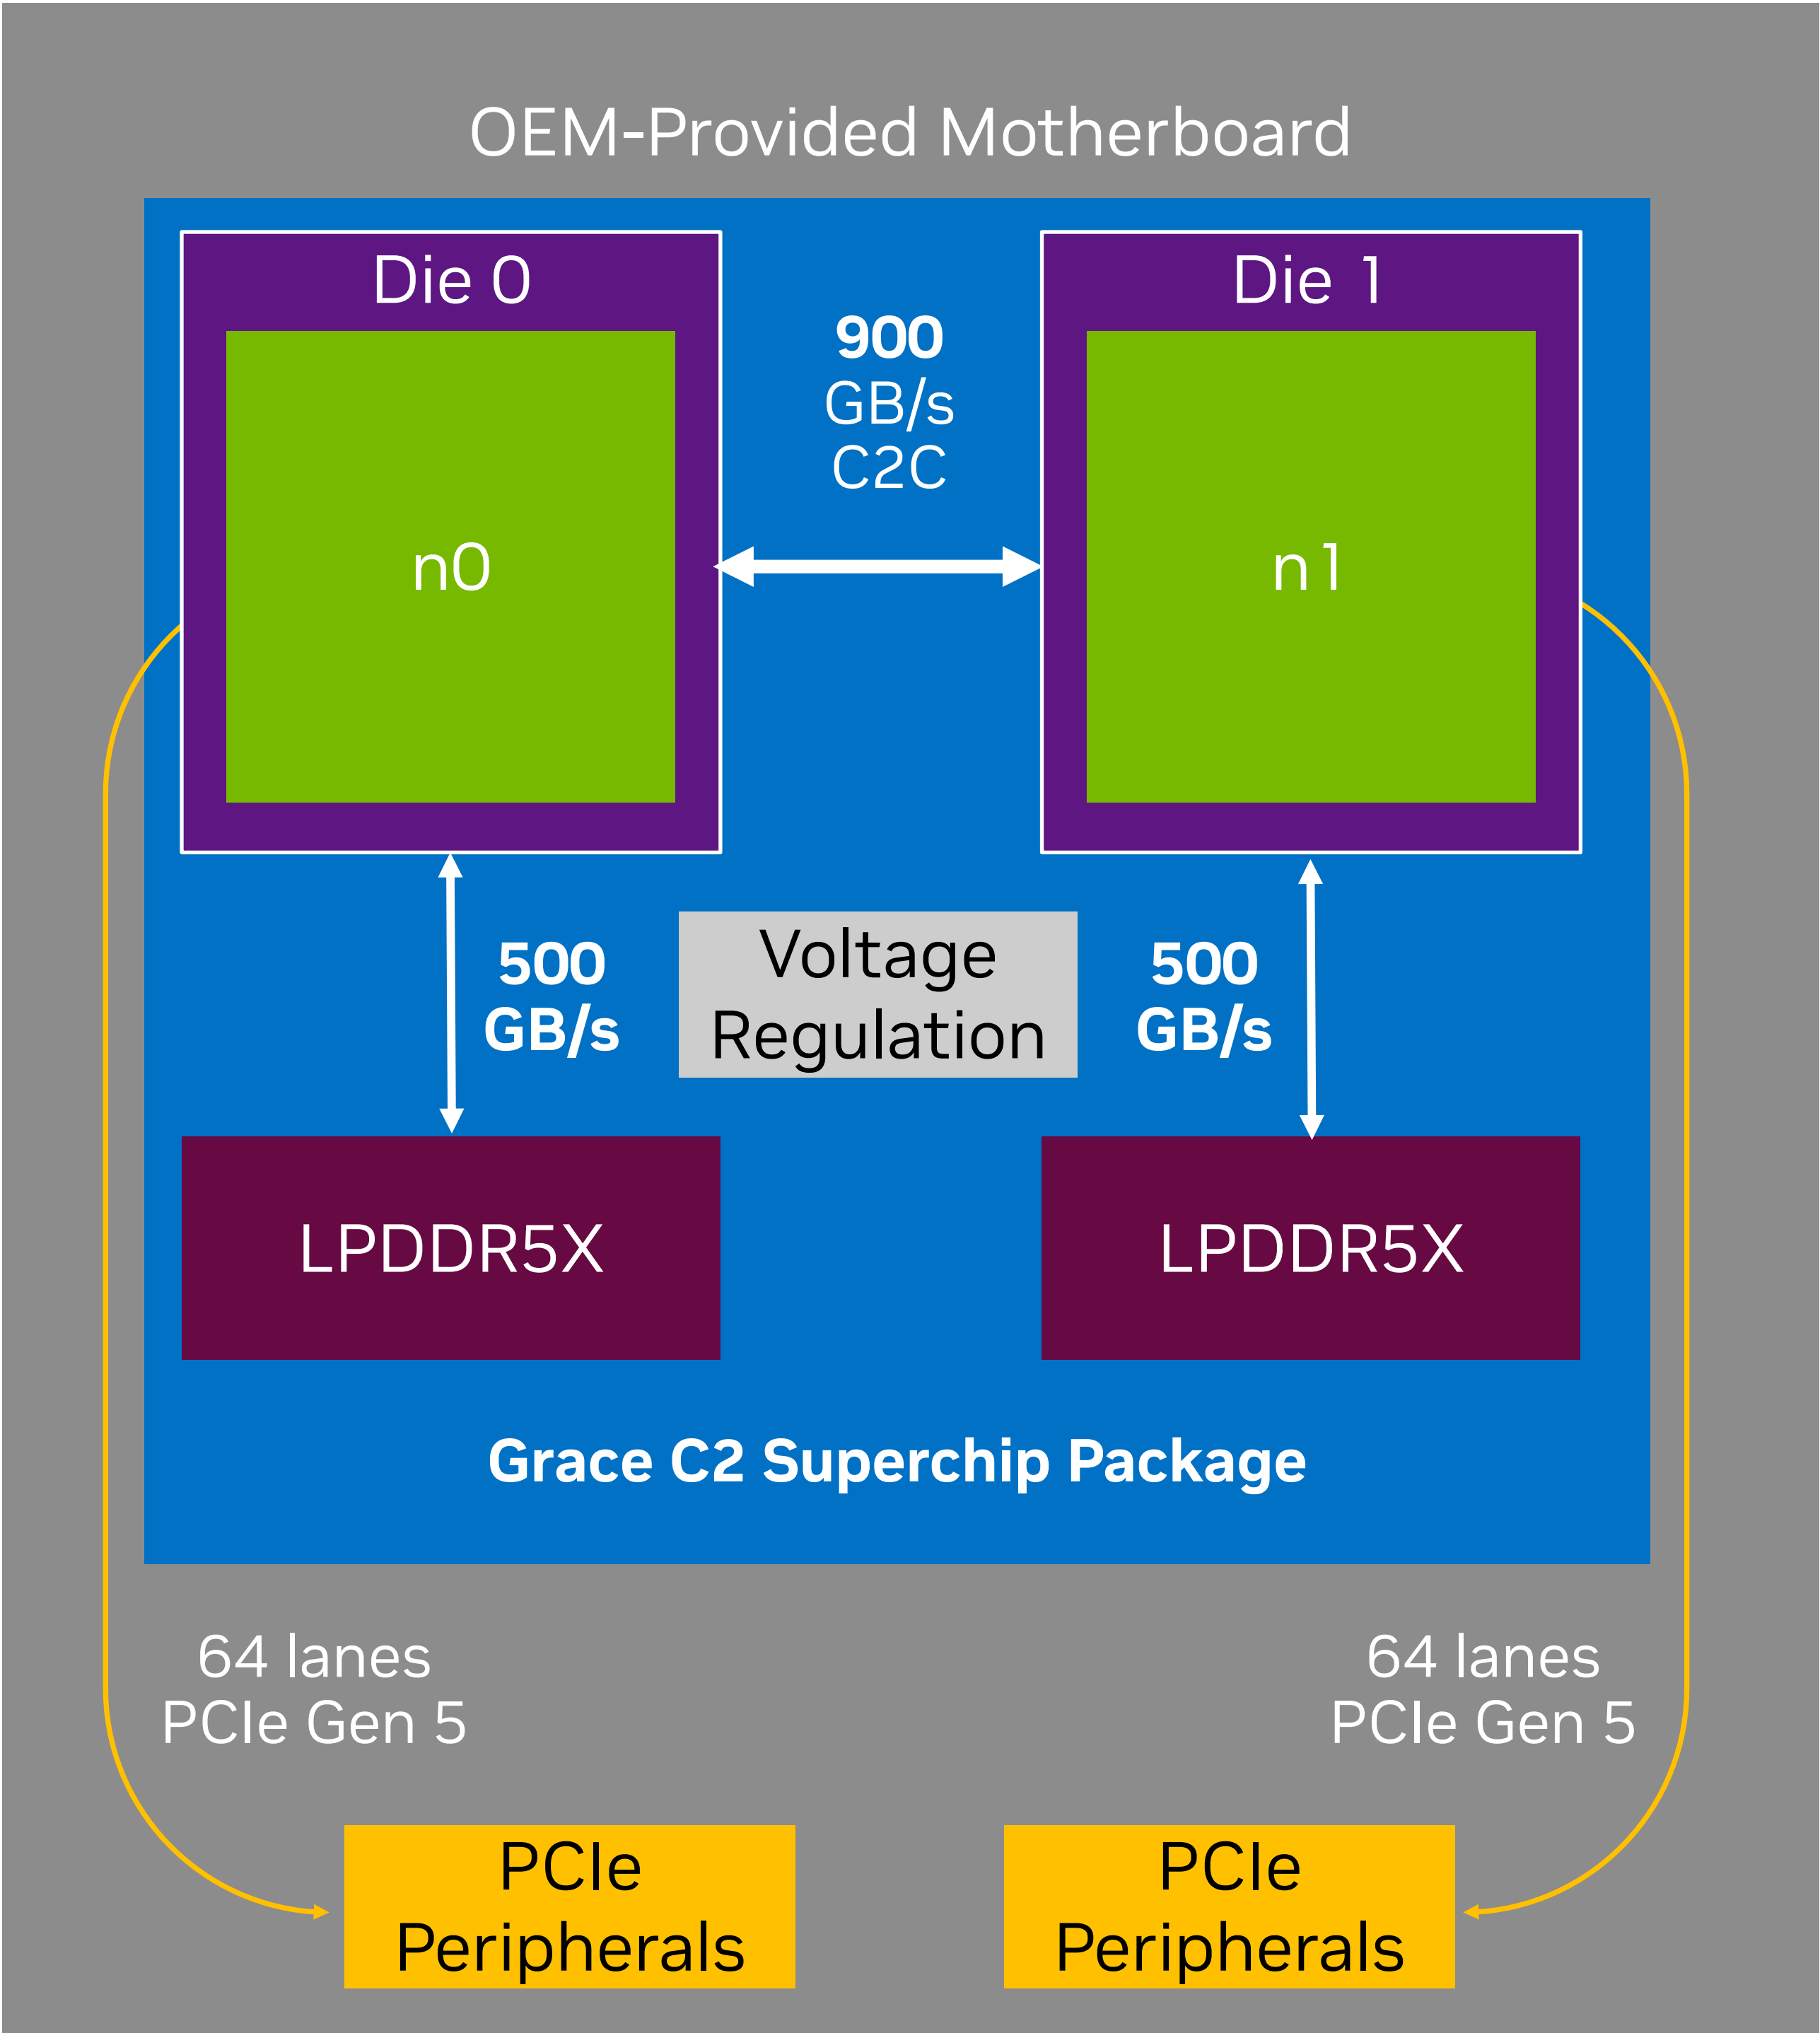 OEM-Provided Motherboard
Die 0
Die 1
900
GB/s
C2C
n0
n1
500
GB/s
Voltage
Regulation
500
GB/s
LPDDR5X
LPDDR5X
Grace C2 Superchip Package
64 lanes
PCIe Gen 5
64 lanes
PCIe Gen 5
PCIe
Peripherals
PCIe
Peripherals